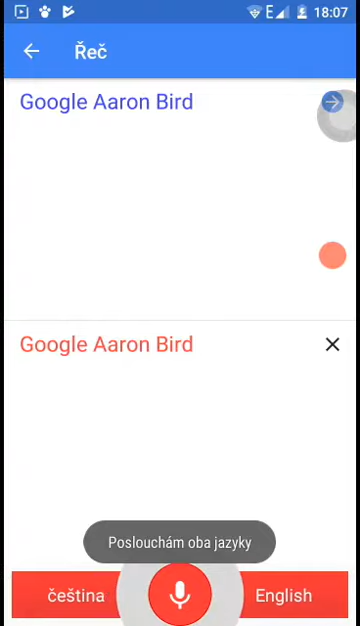 E 18:07
Řeč
Google Aaron Bird
Google Aaron Bird
Poslouchám oba jazyky
čeština English